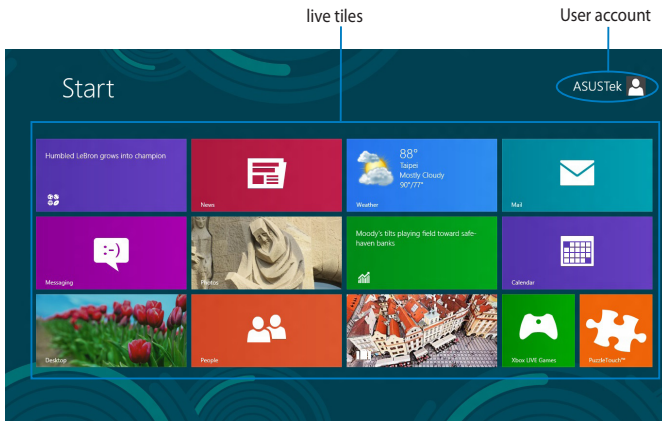 live tiles
User account
Start
ASUSTek
Humbled LeBron grows into champion
News
88°
Taipei
Mostly Cloudy
90°/77°
Weather
Mail
Messaging
Photos
Moody's tilts playing field toward safe-
haven banks
Calendar
Desktop
People
Xbox LIVE Games
PuzzleTouch™